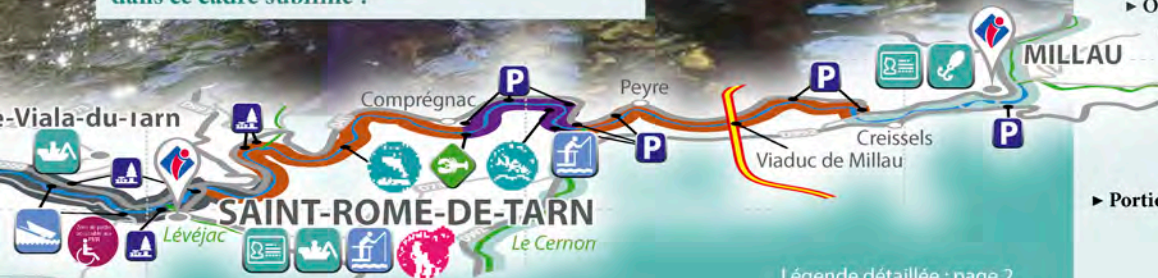 dans ce cadre sublime !
MILLAU
Peyre
Comprégnac
e-Viala-du-Tarn
Creissels
Viaduc de Millau
SAINT-ROME-DE-TARN
Lévéjac
Le Cernon
► Portie
Légende détaillée : page 2
P
P
P
P
► O